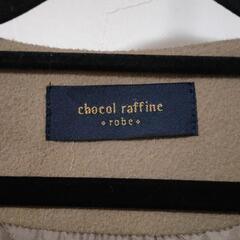 chocol raffine
• robe •